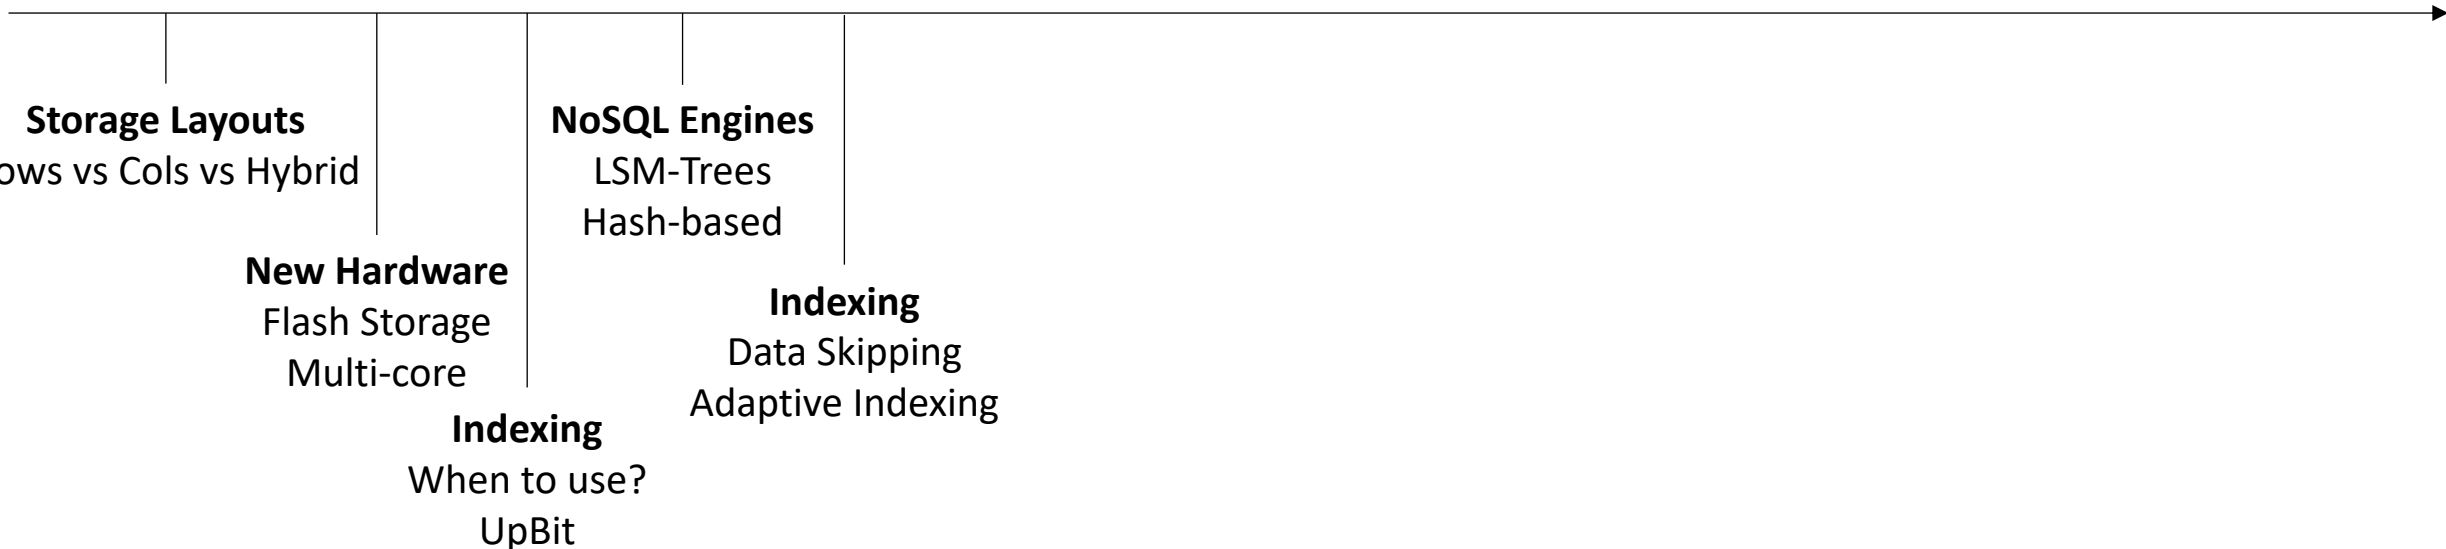 Storage Layouts
ows vs Cols vs Hybrid
New Hardware
Flash Storage
Multi-core
Indexing
When to use?
UpBit
NoSQL Engines
LSM-Trees
Hash-based
Indexing
Data Skipping
Adaptive Indexing